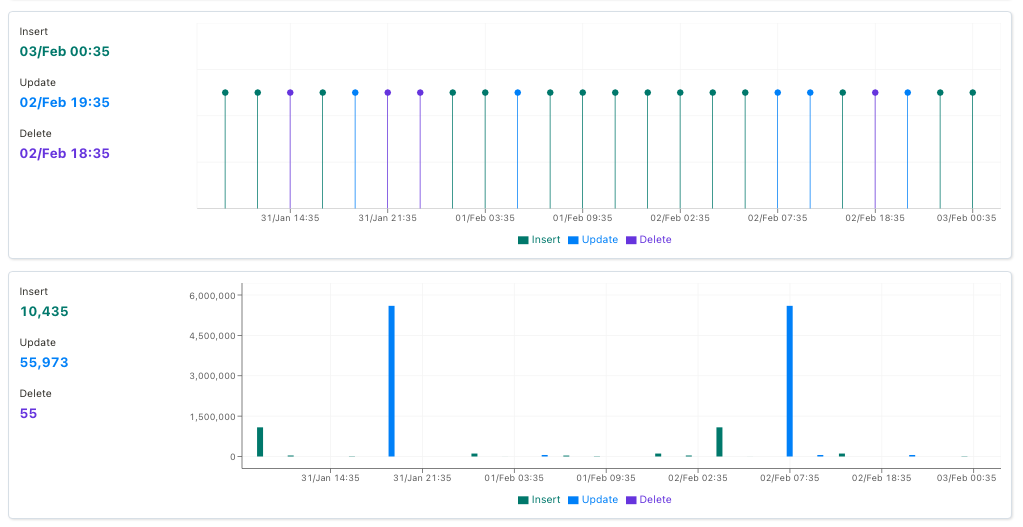 Insert
03/Feb 00:35
Update
02/Feb 19:35
Delete
02/Feb 18:35
31/Jan 14:35 31/Jan 21:35 01/Feb 03:35 01/Feb 09:35 02/Feb 02:35 02/Feb 07:35 02/Feb 18:35 03/Feb 00:35
Insert Update Delete
Insert
10,435
Update
55,973
Delete
55
6,000,000
4,500,000
3,000,000
1,500,000
0
31/Jan 14:35 31/Jan 21:35 01/Feb 03:35 01/Feb 09:35 02/Feb 02:35 02/Feb 07:35 02/Feb 18:35 03/Feb 00:35
Insert Update Delete